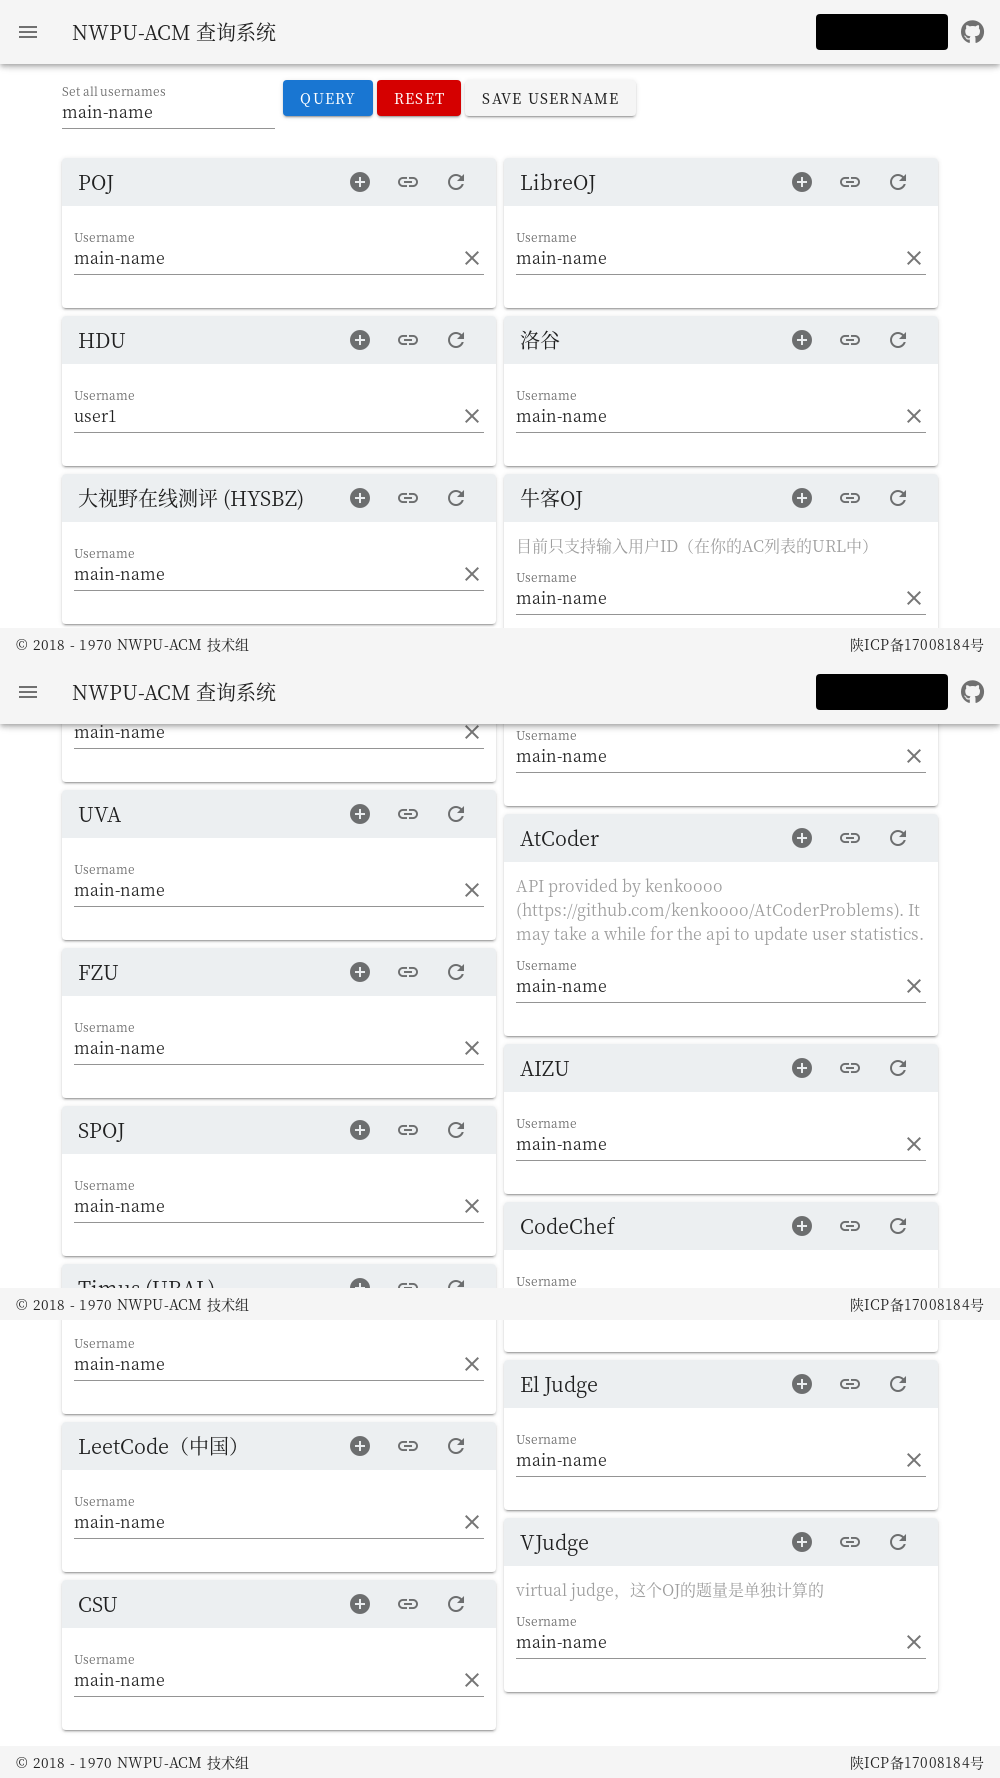 NWPU-ACM 查询系统
Set all usernames
main-name
QUERY
RESET
SAVE USERNAME
POJ
Username
main-name
LibreOJ
Username
main-name
HDU
Username
user1
洛谷
Username
main-name
大视野在线测评 (HYSBZ)
Username
main-name
牛客OJ
目前只支持输入用户ID（在你的AC列表的URL中）
Username
main-name
© 2018 - 1970 NWPU-ACM 技术组
陕ICP备17008184号
NWPU-ACM 查询系统
main-name
Username
main-name
UVA
Username
main-name
AtCoder
API provided by kenkoooo
(https://github.com/kenkoooo/AtCoderProblems). It
may take a while for the api to update user statistics.
Username
main-name
FZU
Username
main-name
AIZU
Username
main-name
SPOJ
Username
main-name
CodeChef
Username
Timus (URAL)
© 2018 - 1970 NWPU-ACM 技术组
陕ICP备17008184号
Username
main-name
El Judge
Username
main-name
LeetCode（中国）
Username
main-name
VJudge
virtual judge，这个OJ的题量是单独计算的
Username
main-name
CSU
Username
main-name
© 2018 - 1970 NWPU-ACM 技术组
陕ICP备17008184号